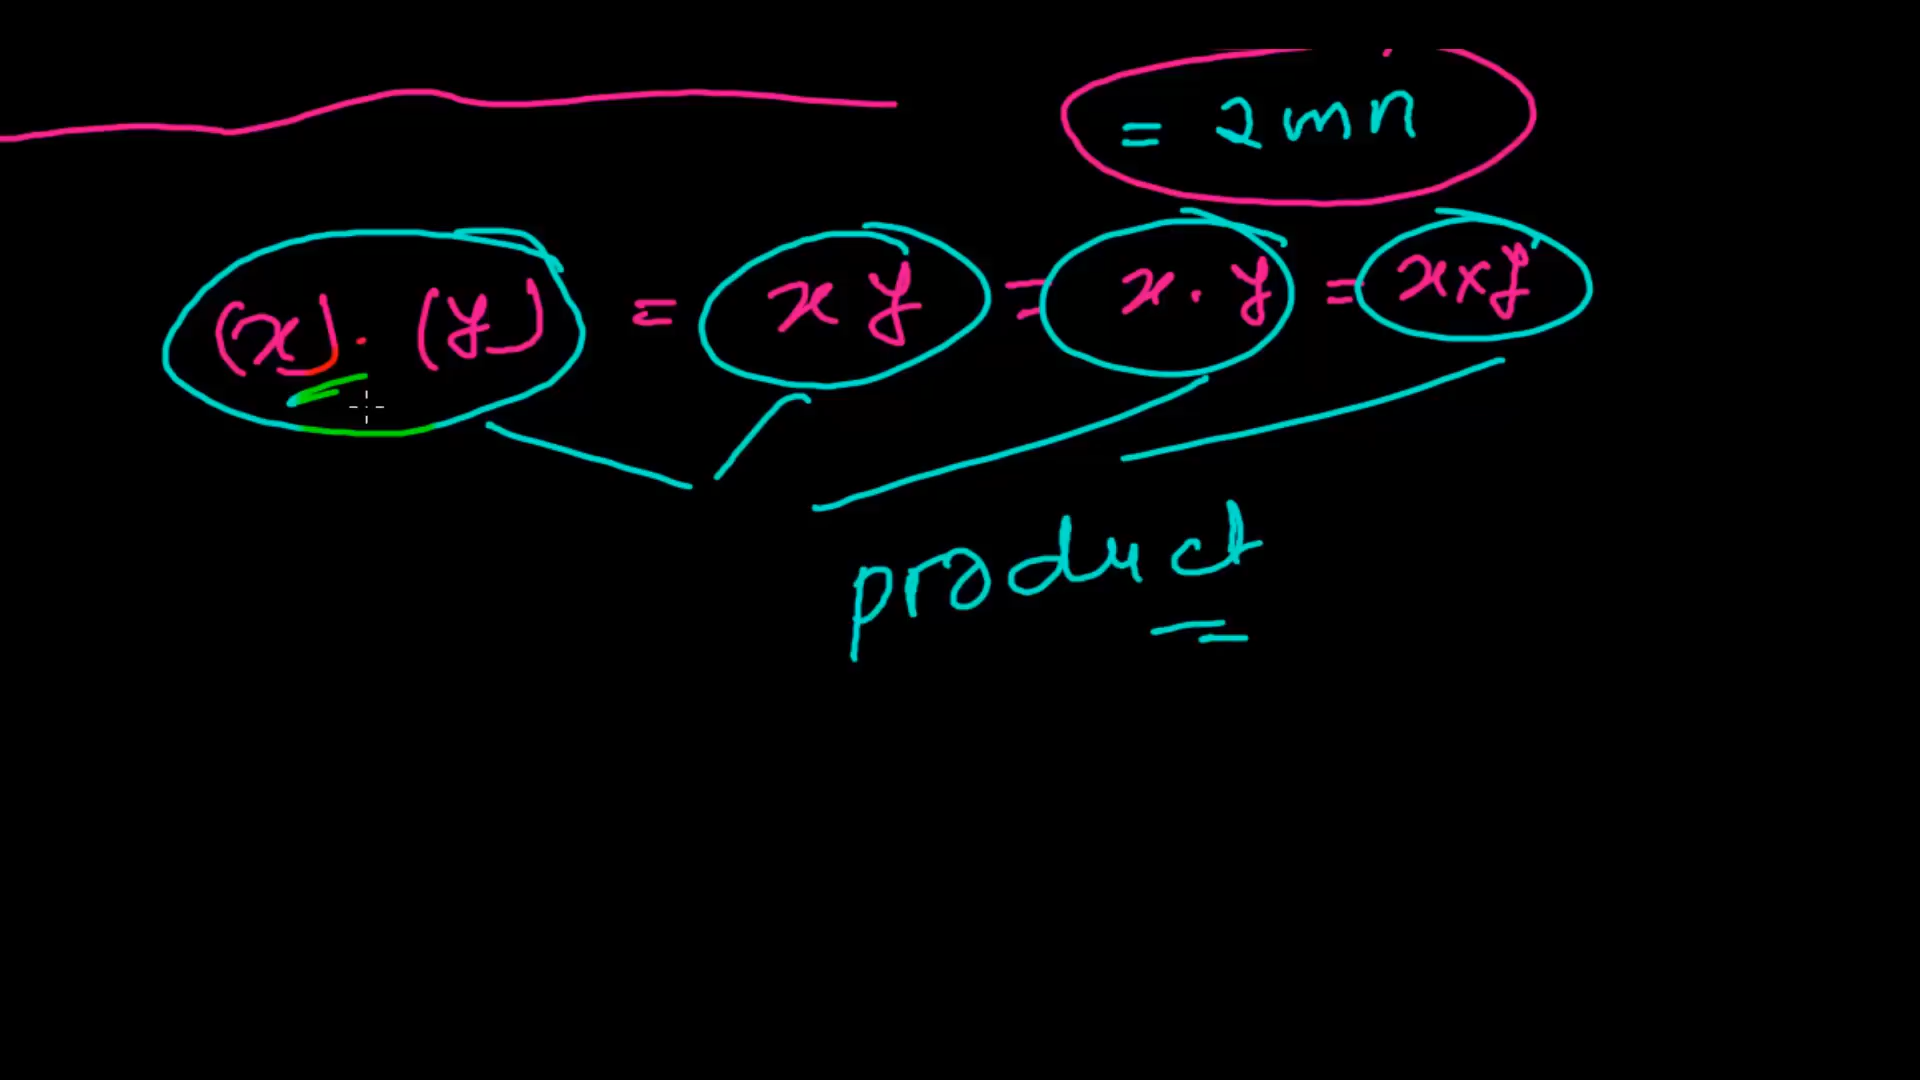 = 2mn
(x) · (y) = xy = x · y = x×y
product